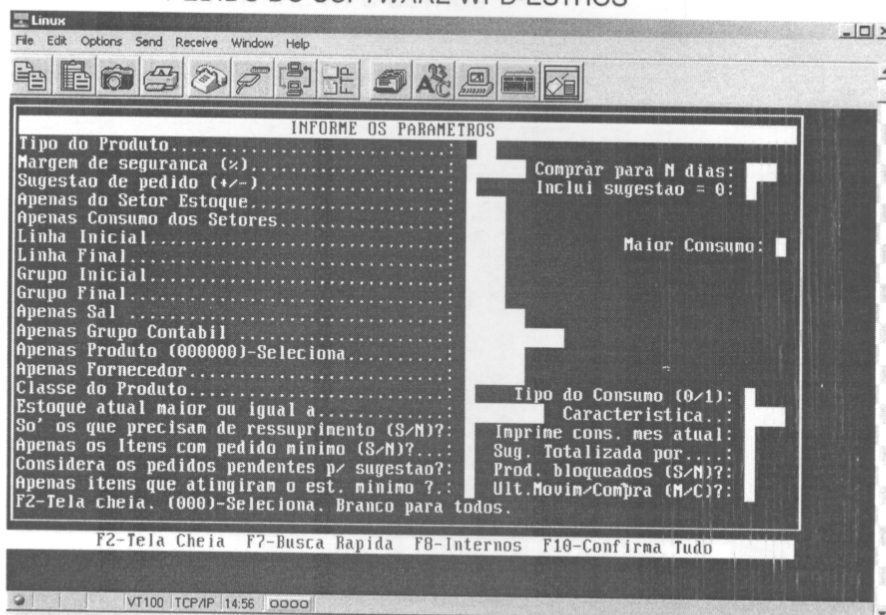 PEDIDO DO SOFTWARE WPD-ESTHOS
Linux
File Edit Options Send Receive Window Help
INFORME OS PARAMETROS
Tipo do Produto..............................:
Margem de seguranca (%)......................: Comprar para N dias:
Sugestao de pedido (+/-).....................: Inclui sugestao = 0:
Apenas do Setor Estoque......................:
Apenas Consumo dos Setores...................:
Linha Inicial................................: Maior Consumo:
Linha Final..................................:
Grupo Inicial................................:
Grupo Final..................................:
Apenas Sal ..................................:
Apenas Grupo Contabil .......................:
Apenas Produto (000000)-Seleciona............:
Apenas Fornecedor............................:
Classe do Produto............................: Tipo do Consumo (0/1):
Estoque atual maior ou igual a...............: Caracteristica..:
So' os que precisam de ressuprimento (S/N)?: Imprime cons. mes atual:
Apenas os Itens com pedido minimo (S/N)?...: Sug. Totalizada por....:
Considera os pedidos pendentes p/ sugestao?: Prod. bloqueados (S/N)?:
Apenas itens que atingiram o est. minimo ?.: Ult.Movim/Compra (M/C)?:
F2-Tela cheia. (000)-Seleciona. Branco para todos.
F2-Tela Cheia F7-Busca Rapida F8-Internos F10-Confirma Tudo
VT100 TCP/IP 14:56